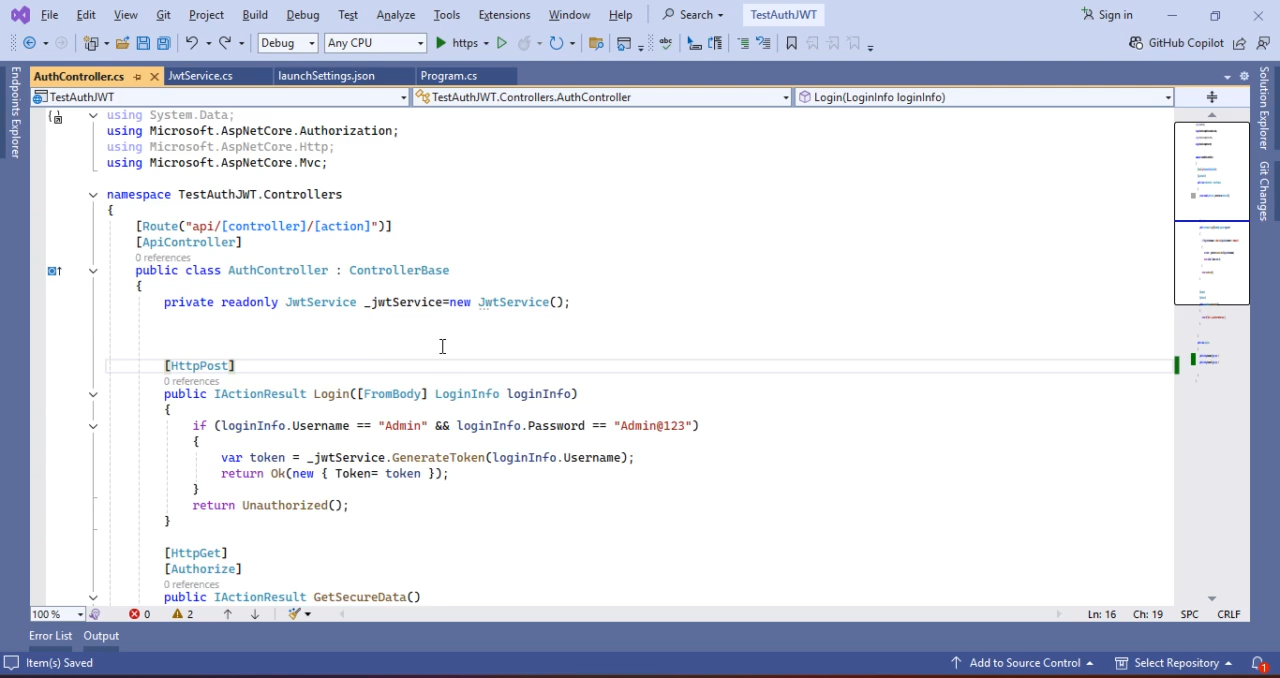 File Edit View Git Project Build Debug Test Analyze Tools Extensions Window Help Search TestAuthJWT Sign in
Debug Any CPU https GitHub Copilot
AuthController.cs JwtService.cs launchSettings.json Program.cs
TestAuthJWT TestAuthJWT.Controllers.AuthController Login(LoginInfo loginInfo)
Endpoints Explorer
Solution Explorer
Git Changes
using System.Data;
using Microsoft.AspNetCore.Authorization;
using Microsoft.AspNetCore.Http;
using Microsoft.AspNetCore.Mvc;
namespace TestAuthJWT.Controllers
{
[Route("api/[controller]/[action]")]
[ApiController]
0 references
public class AuthController : ControllerBase
{
private readonly JwtService _jwtService=new JwtService();
[HttpPost]
0 references
public IActionResult Login([FromBody] LoginInfo loginInfo)
{
if (loginInfo.Username == "Admin" && loginInfo.Password == "Admin@123")
{
var token = _jwtService.GenerateToken(loginInfo.Username);
return Ok(new { Token= token });
}
return Unauthorized();
}
[HttpGet]
[Authorize]
0 references
public IActionResult GetSecureData()
100 % 0 2 Ln: 16 Ch: 19 SPC CRLF
Error List Output
Item(s) Saved Add to Source Control Select Repository 1